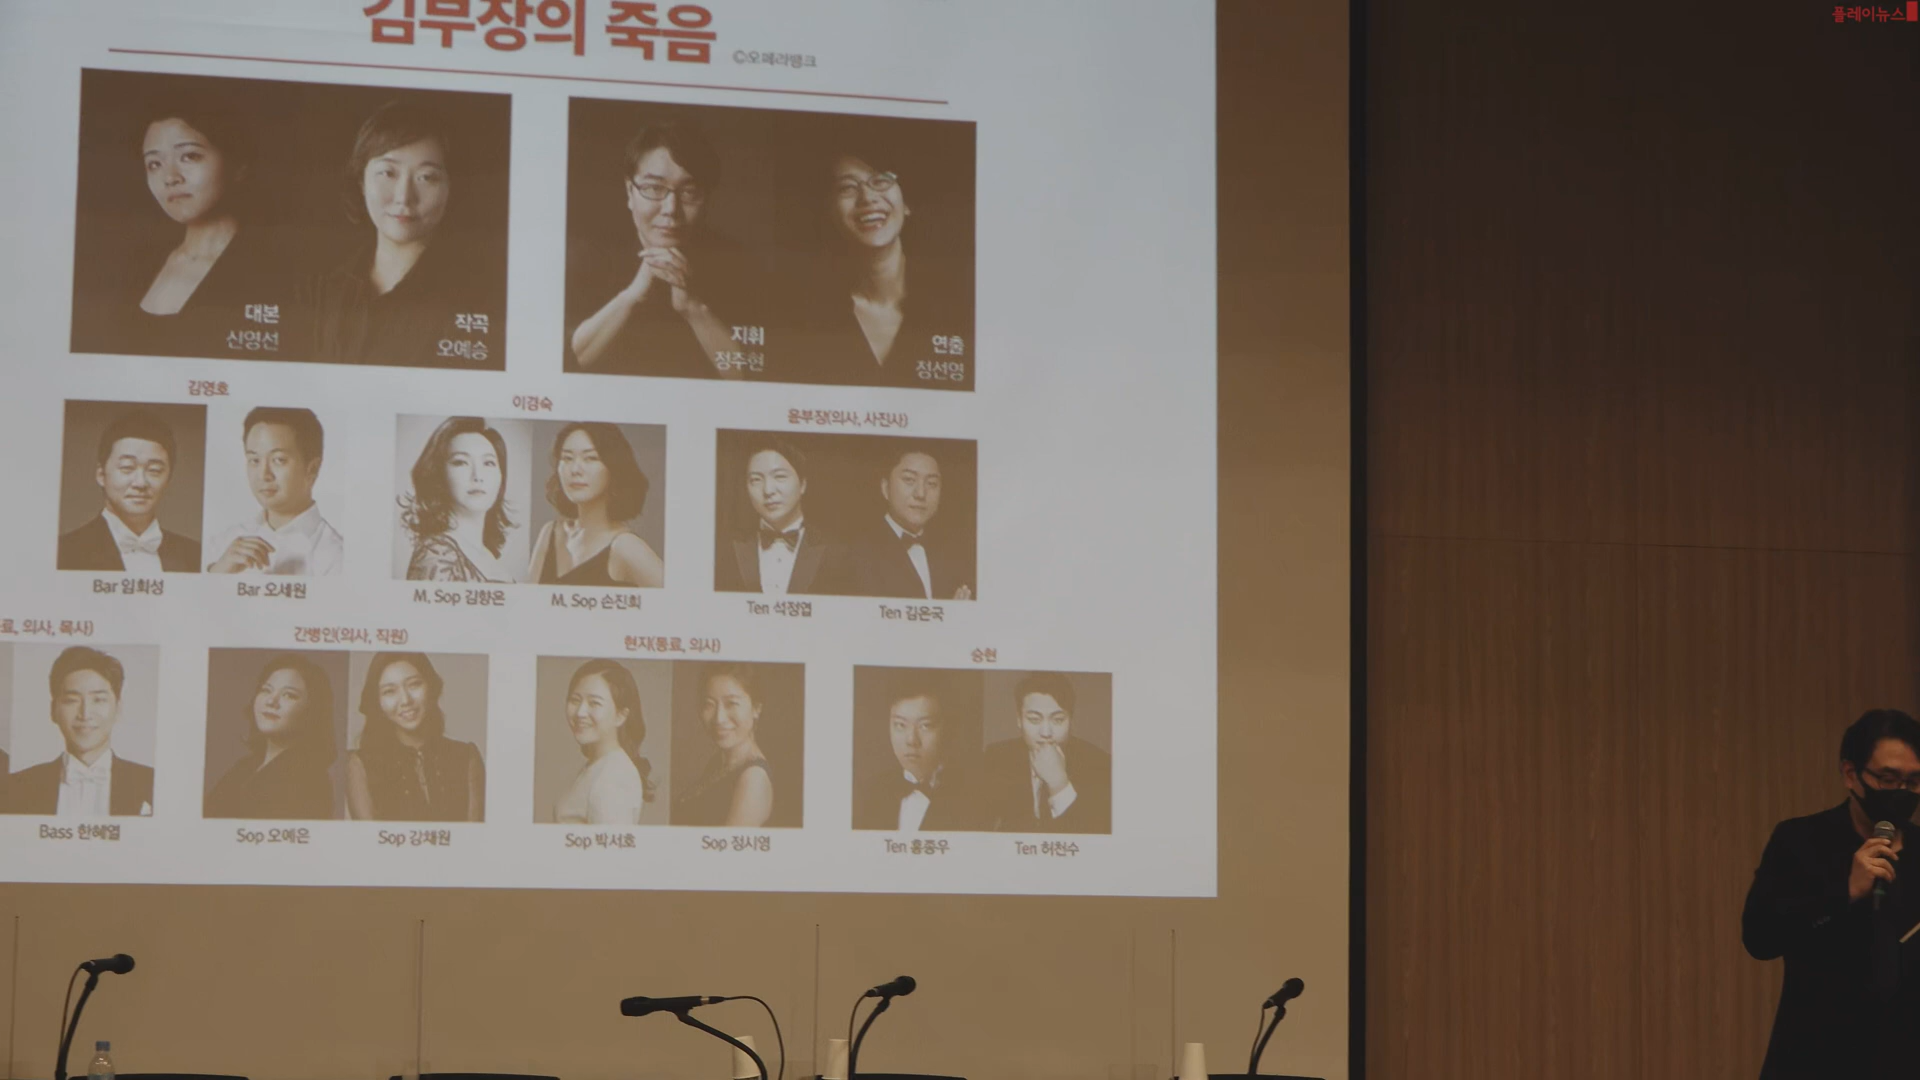 플레이뉴스
김부장의 죽음
©오페라뱅크
대본
신영선
작곡
오예승
지휘
정주현
연출
정선영
김영호
이경숙
윤부장(의사, 사진사)
Bar 임희성
Bar 오세원
M. Sop 김향은
M. Sop 손진희
Ten 석정엽
Ten 김은국
료, 의사, 목사)
간병인(의사, 직원)
현지(동료, 의사)
승현
Bass 한혜열
Sop 오예은
Sop 강채원
Sop 박서호
Sop 정시영
Ten 홍종우
Ten 허천수